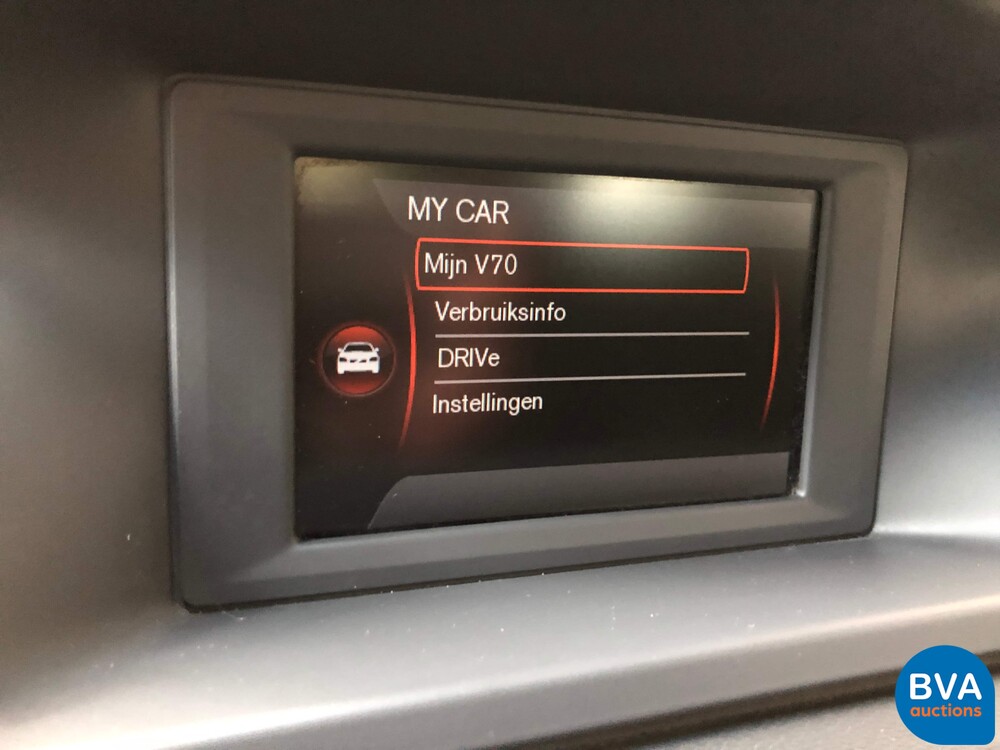 MY CAR
Mijn V70
Verbruiksinfo
DRIVe
Instellingen
BVA
auctions